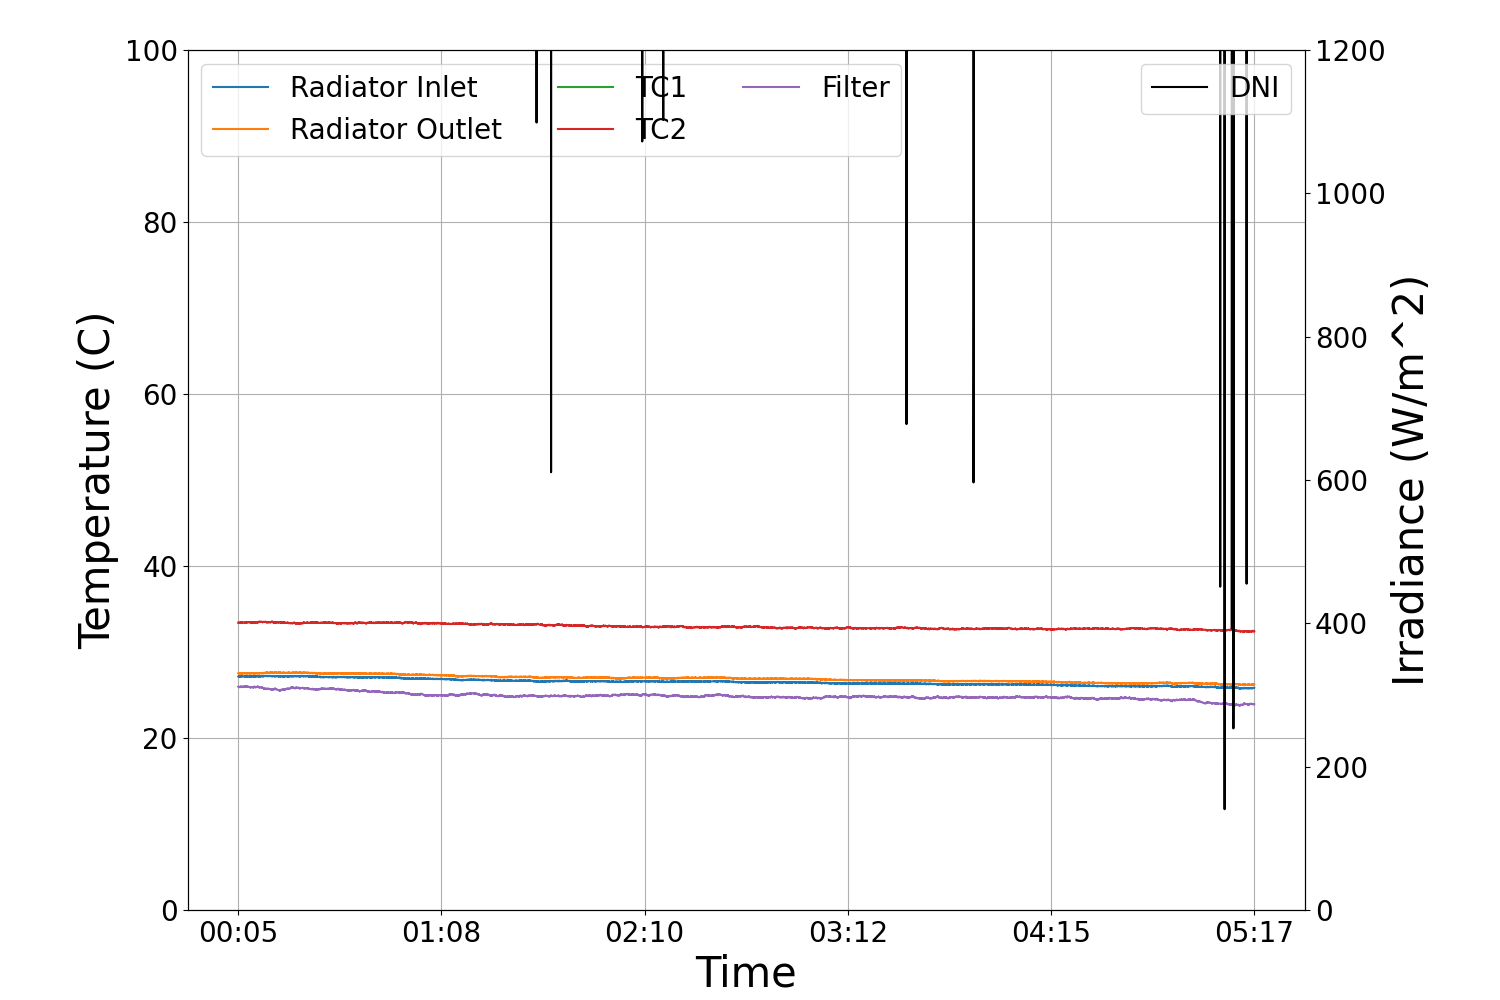 100
80
60
40
20
0
Temperature (C)
Radiator Inlet
Radiator Outlet
TC1
TC2
Filter
DNI
1200
1000
800
600
400
200
0
Irradiance (W/m^2)
00:05 01:08 02:10 03:12 04:15 05:17
Time